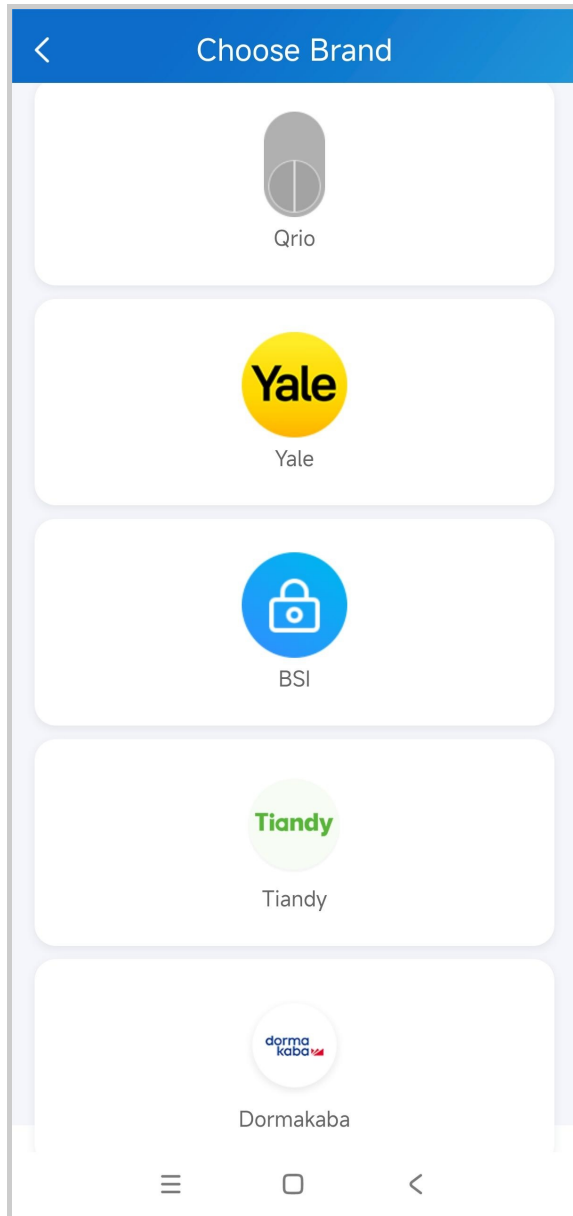 Choose Brand
Qrio
Yale
Yale
BSI
Tiandy
Tiandy
dorma
kaba
Dormakaba